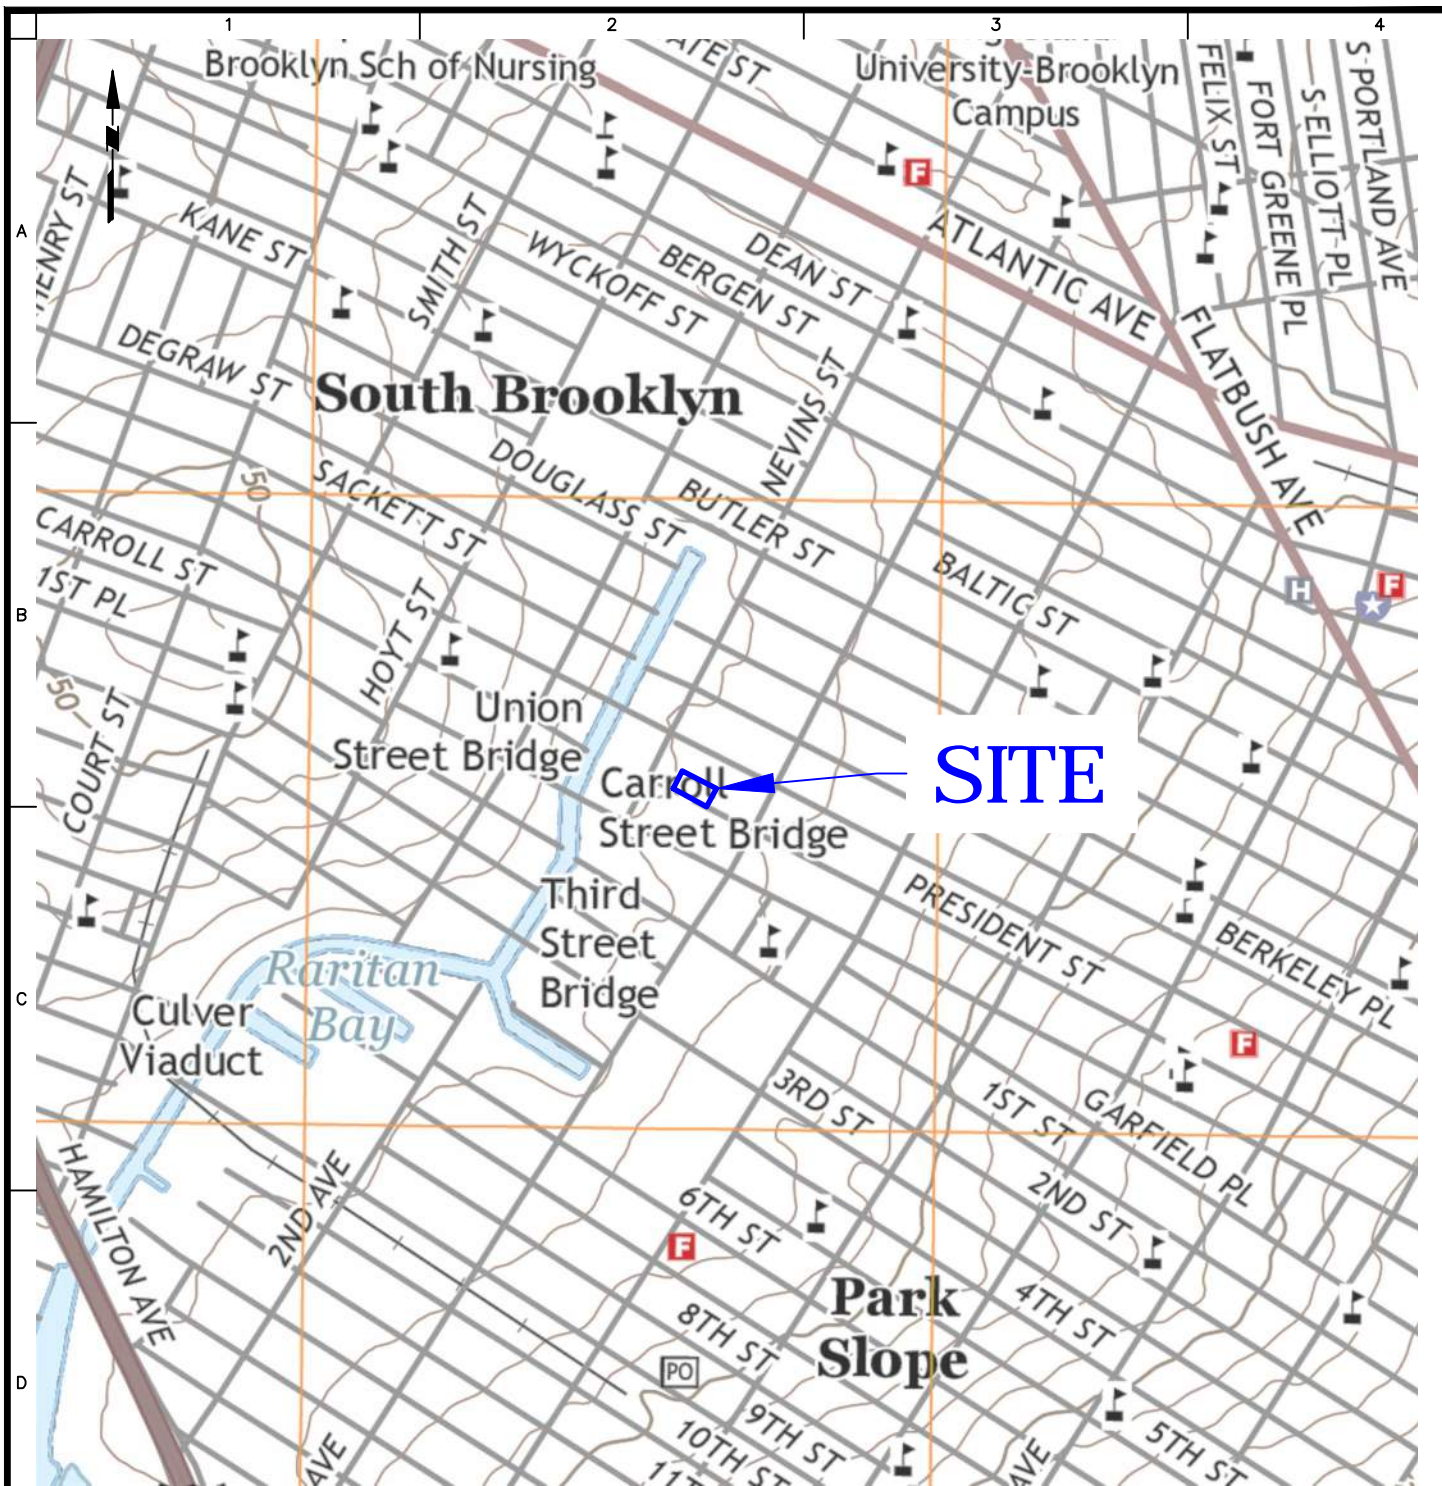 1 2 3 4
Brooklyn Sch of Nursing
ATE ST
University-Brooklyn
Campus
FELIX ST
FORT GREENE PL
S-ELLIOTT-PL
S-PORTLAND AVE
N
F
A
HENRY ST
KANE ST
SMITH ST
WYCKOFF ST
BERGEN ST
DEAN ST
ATLANTIC AVE
FLATBUSH AVE
DEGRAW ST
South Brooklyn
NEVINS ST
50
SACKETT ST
DOUGLASS ST
BUTLER ST
CARROLL ST
1ST PL
BALTIC ST
H
F
B
HOYT ST
50
COURT ST
Union
Street Bridge
Carroll
Street Bridge
SITE
Third
Street
Bridge
PRESIDENT ST
BERKELEY PL
Raritan
Bay
C
Culver
Viaduct
F
3RD ST
1ST ST
GARFIELD PL
HAMILTON AVE
2ND AVE
6TH ST
2ND ST
F
Park
Slope
4TH ST
8TH ST
PO
D
9TH ST
10TH ST
11T
5TH ST
AVE
AVE